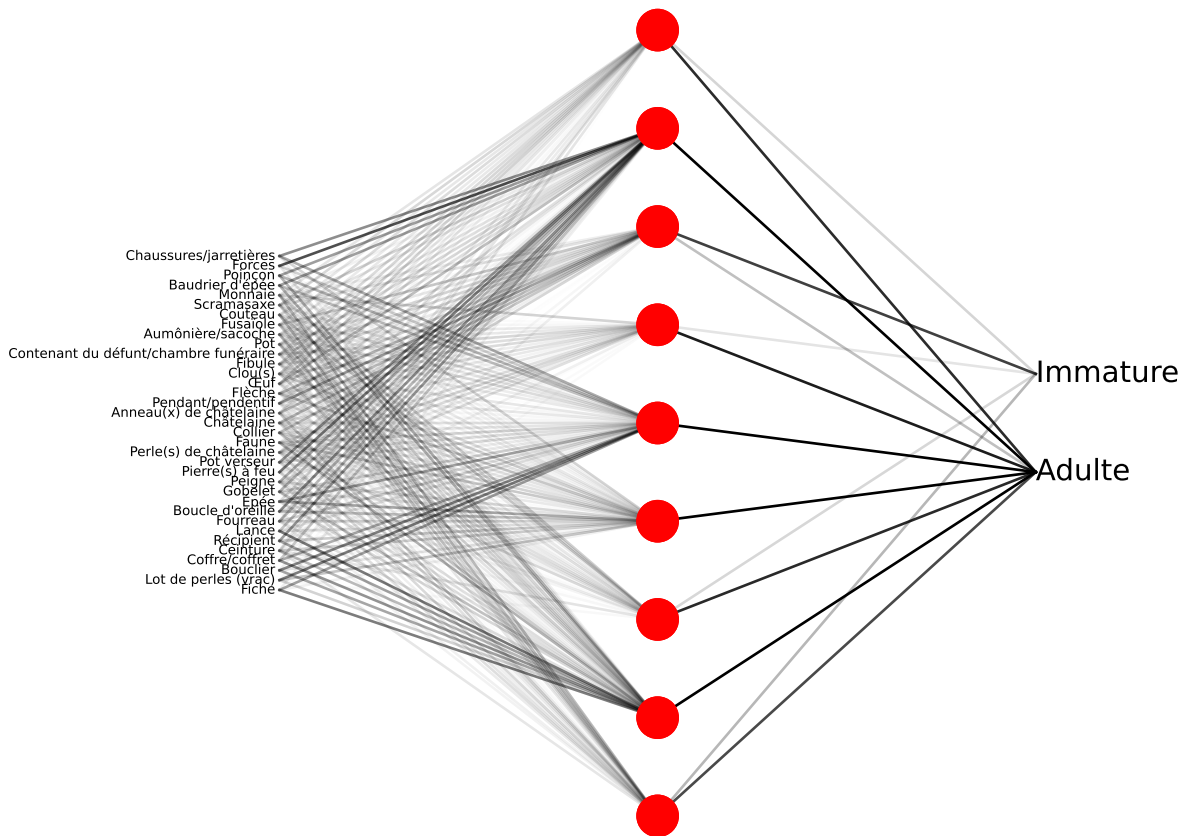 Chaussures/jarretières
Forces
Poinçon
Baudrier d'épée
Monnaie
Scramasaxe
Couteau
Fusaïole
Aumônière/sacoche
Pot
Contenant du défunt/chambre funéraire
Fibule
Clou(s)
Œuf
Flèche
Pendant/pendentif
Anneau(x) de châtelaine
Châtelaine
Collier
Faune
Perle(s) de châtelaine
Pot verseur
Pierre(s) à feu
Peigne
Gobelet
Épée
Boucle d'oreille
Fourreau
Lance
Récipient
Ceinture
Coffre/coffret
Bouclier
Lot de perles (vrac)
Fiche
Immature
Adulte